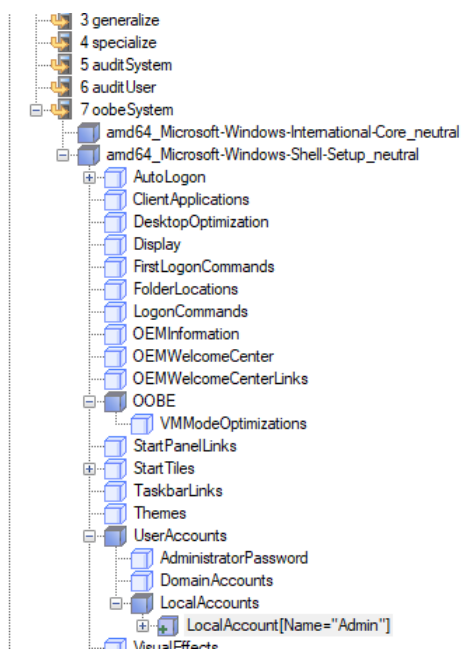 3 generalize
4 specialize
5 auditSystem
6 auditUser
7 oobeSystem
amd64_Microsoft-Windows-International-Core_neutral
amd64_Microsoft-Windows-Shell-Setup_neutral
AutoLogon
ClientApplications
DesktopOptimization
Display
FirstLogonCommands
FolderLocations
LogonCommands
OEMInformation
OEMWelcomeCenter
OEMWelcomeCenterLinks
OOBE
VMModeOptimizations
StartPanelLinks
StartTiles
TaskbarLinks
Themes
UserAccounts
AdministratorPassword
DomainAccounts
LocalAccounts
LocalAccount[Name="Admin"]
VisualEffects